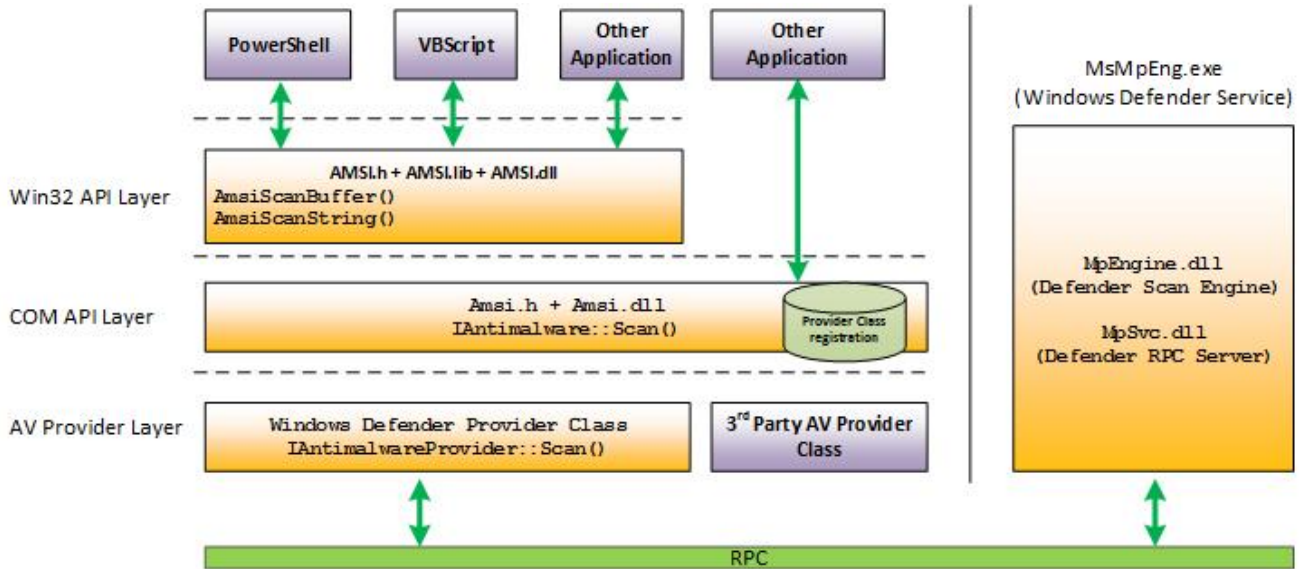 PowerShell
VBScript
Other
Application
Other
Application
MsMpEng.exe
(Windows Defender Service)
Win32 API Layer
AMSI.h + AMSI.lib + AMSI.dll
AmsiScanBuffer()
AmsiScanString()
COM API Layer
Amsi.h + Amsi.dll
IAntimalware::Scan()
Provider Class
registration
MpEngine.dll
(Defender Scan Engine)
MpSvc.dll
(Defender RPC Server)
AV Provider Layer
Windows Defender Provider Class
IAntimalwareProvider::Scan()
3rd Party AV Provider
Class
RPC